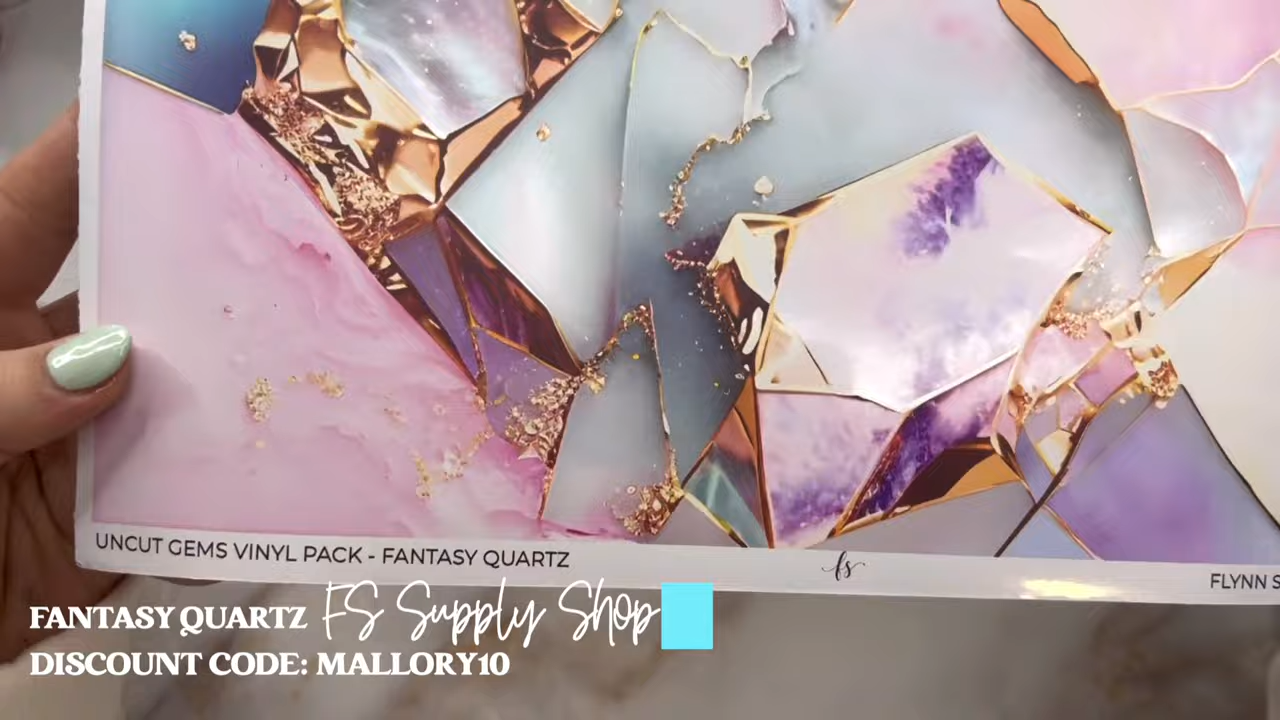 UNCUT GEMS VINYL PACK - FANTASY QUARTZ
fs
FLYNN S
FANTASY QUARTZ FS Supply Shop
DISCOUNT CODE: MALLORY10